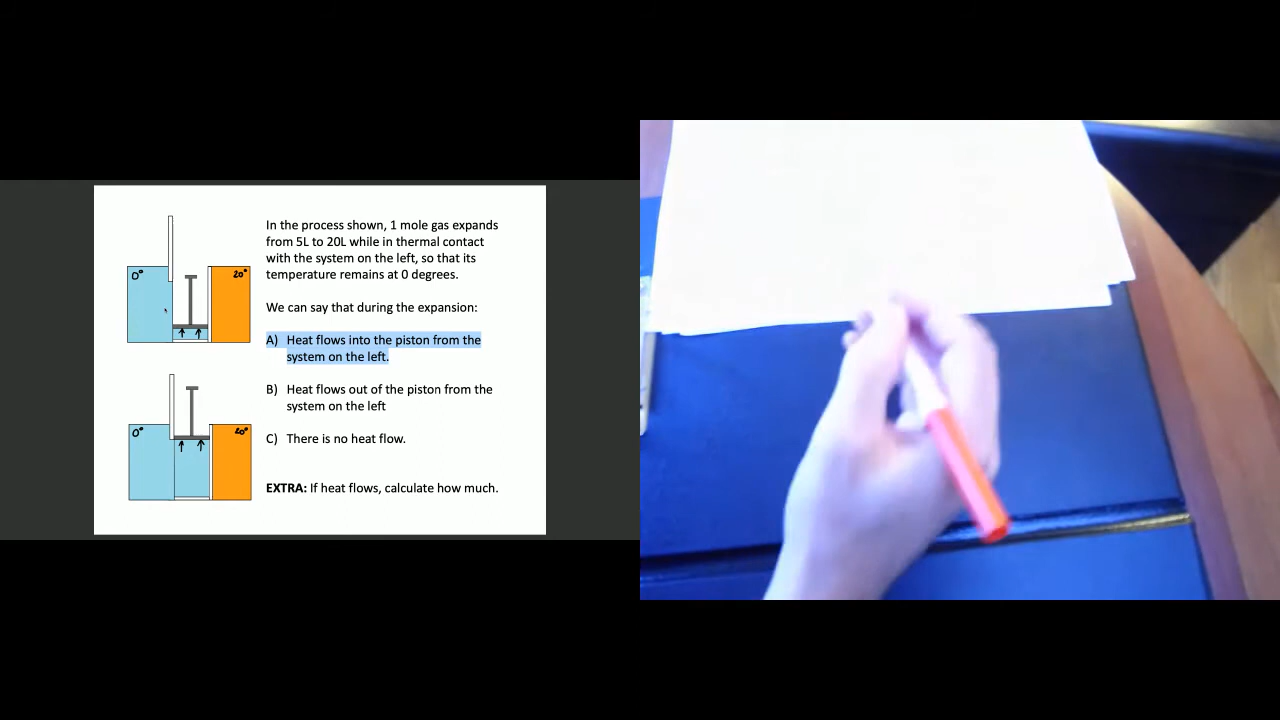 0°
20°
0°
20°
In the process shown, 1 mole gas expands
from 5L to 20L while in thermal contact
with the system on the left, so that its
temperature remains at 0 degrees.
We can say that during the expansion:
A) Heat flows into the piston from the
system on the left.
B) Heat flows out of the piston from the
system on the left
C) There is no heat flow.
EXTRA: If heat flows, calculate how much.